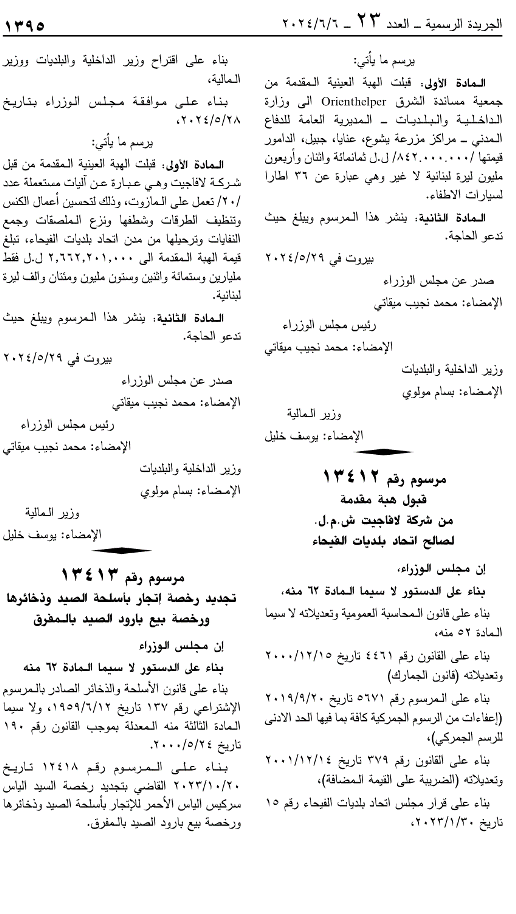 الجريدة الرسمية ــ العدد ٢٣ ــ ٢٠٢٤/٦/٦
١٣٩٥
يرسم ما يأتي:
المادة الأولى: قبلت الهبة العينية المقدمة من
جمعية مساندة الشرق Orienthelper الى وزارة
الداخلية والبلديات ــ المديرية العامة للدفاع
المدني ــ مراكز مزرعة يشوع، عنايا، جبيل، الدامور
قيمتها /٨٤٢.٠٠٠.٠٠٠/ ل.ل ثمانمائة واثنان وأربعون
مليون ليرة لبنانية لا غير وهي عبارة عن ٣٦ اطارا
لسيارات الاطفاء.
المادة الثانية: ينشر هذا المرسوم ويبلغ حيث
تدعو الحاجة.
بيروت في ٢٠٢٤/٥/٢٩
صدر عن مجلس الوزراء
الإمضاء: محمد نجيب ميقاتي
رئيس مجلس الوزراء
الإمضاء: محمد نجيب ميقاتي
وزير الداخلية والبلديات
الإمضاء: بسام مولوي
وزير المالية
الإمضاء: يوسف خليل
مرسوم رقم ١٣٤١٢
قبول هبة مقدمة
من شركة لافاجيت ش.م.ل.
لصالح اتحاد بلديات الفيحاء
إن مجلس الوزراء،
بناء على الدستور لا سيما المادة ٦٢ منه،
بناء على قانون المحاسبة العمومية وتعديلاته لا سيما
المادة ٥٢ منه،
بناء على القانون رقم ٤٤٦١ تاريخ ٢٠٠٠/١٢/١٥
وتعديلاته (قانون الجمارك)
بناء على المرسوم رقم ٥٦٧١ تاريخ ٢٠١٩/٩/٢٠
(إعفاءات من الرسوم الجمركية كافة بما فيها الحد الادنى
للرسم الجمركي)،
بناء على القانون رقم ٣٧٩ تاريخ ٢٠٠١/١٢/١٤
وتعديلاته (الضريبة على القيمة المضافة)،
بناء على قرار مجلس اتحاد بلديات الفيحاء رقم ١٥
تاريخ ٢٠٢٣/١/٣٠،
بناء على اقتراح وزير الداخلية والبلديات ووزير
المالية،
بناء على موافقة مجلس الوزراء بتاريخ
٢٠٢٤/٥/٢٨،
يرسم ما يأتي:
المادة الأولى: قبلت الهبة العينية المقدمة من قبل
شركة لافاجيت وهي عبارة عن آليات مستعملة عدد
/٢٠/ تعمل على المازوت، وذلك لتحسين أعمال الكنس
وتنظيف الطرقات وشطفها ونزع الملصقات وجمع
النفايات وترحيلها من مدن اتحاد بلديات الفيحاء، تبلغ
قيمة الهبة المقدمة الى ٢,٦٦٢,٢٠١,٠٠٠ ل.ل فقط
مليارين وستمائة واثنين وستون مليون ومئتان والف ليرة
لبنانية.
المادة الثانية: ينشر هذا المرسوم ويبلغ حيث
تدعو الحاجة.
بيروت في ٢٠٢٤/٥/٢٩
صدر عن مجلس الوزراء
الإمضاء: محمد نجيب ميقاتي
رئيس مجلس الوزراء
الإمضاء: محمد نجيب ميقاتي
وزير الداخلية والبلديات
الإمضاء: بسام مولوي
وزير المالية
الإمضاء: يوسف خليل
مرسوم رقم ١٣٤١٣
تجديد رخصة إتجار بأسلحة الصيد وذخائرها
ورخصة بيع بارود الصيد بالمفرق
إن مجلس الوزراء
بناء على الدستور لا سيما المادة ٦٢ منه
بناء على قانون الأسلحة والذخائر الصادر بالمرسوم
الإشتراعي رقم ١٣٧ تاريخ ١٩٥٩/٦/١٢، ولا سيما
المادة الثالثة منه المعدلة بموجب القانون رقم ١٩٠
تاريخ ٢٠٠٠/٥/٢٤.
بناء على المرسوم رقم ١٢٤١٨ تاريخ
٢٠٢٣/١٠/٢٠ القاضي بتجديد رخصة السيد الياس
سركيس الياس الأحمر للإتجار بأسلحة الصيد وذخائرها
ورخصة بيع بارود الصيد بالمفرق.